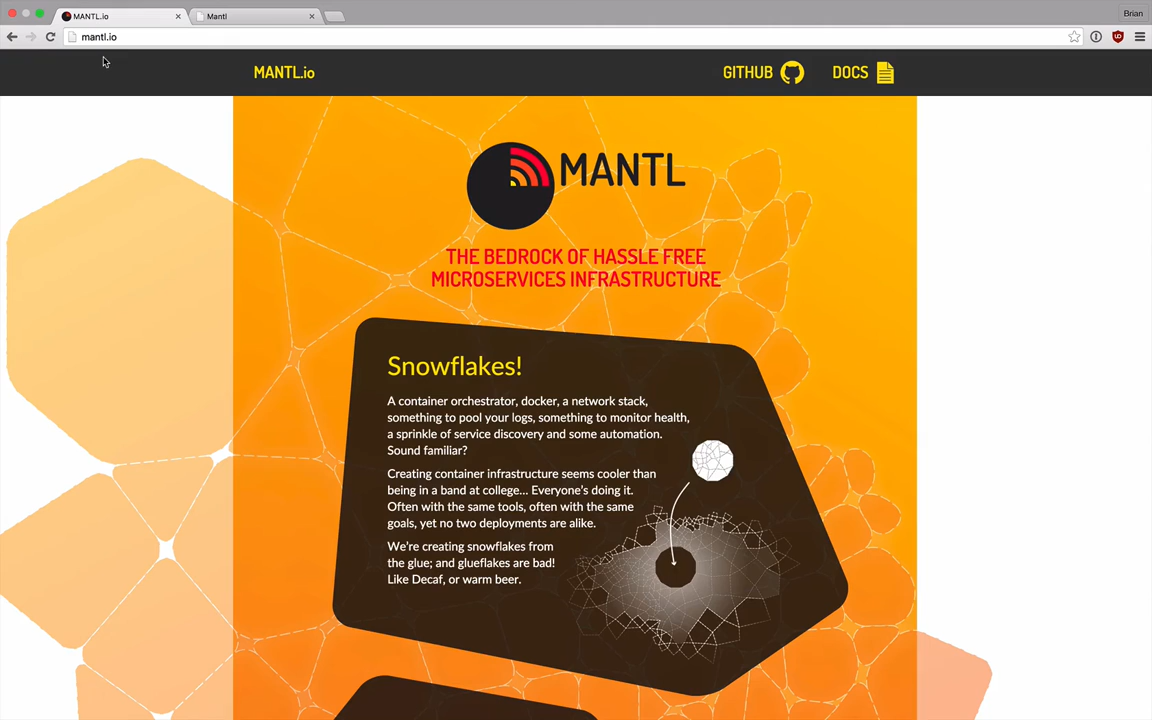 MANTL.io
Mantl
Brian
mantl.io
MANTL.io
GITHUB
DOCS
MANTL
THE BEDROCK OF HASSLE FREE
MICROSERVICES INFRASTRUCTURE
Snowflakes!
A container orchestrator, docker, a network stack,
something to pool your logs, something to monitor health,
a sprinkle of service discovery and some automation.
Sound familiar?
Creating container infrastructure seems cooler than
being in a band at college... Everyone's doing it.
Often with the same tools, often with the same
goals, yet no two deployments are alike.
We're creating snowflakes from
the glue; and glueflakes are bad!
Like Decaf, or warm beer.